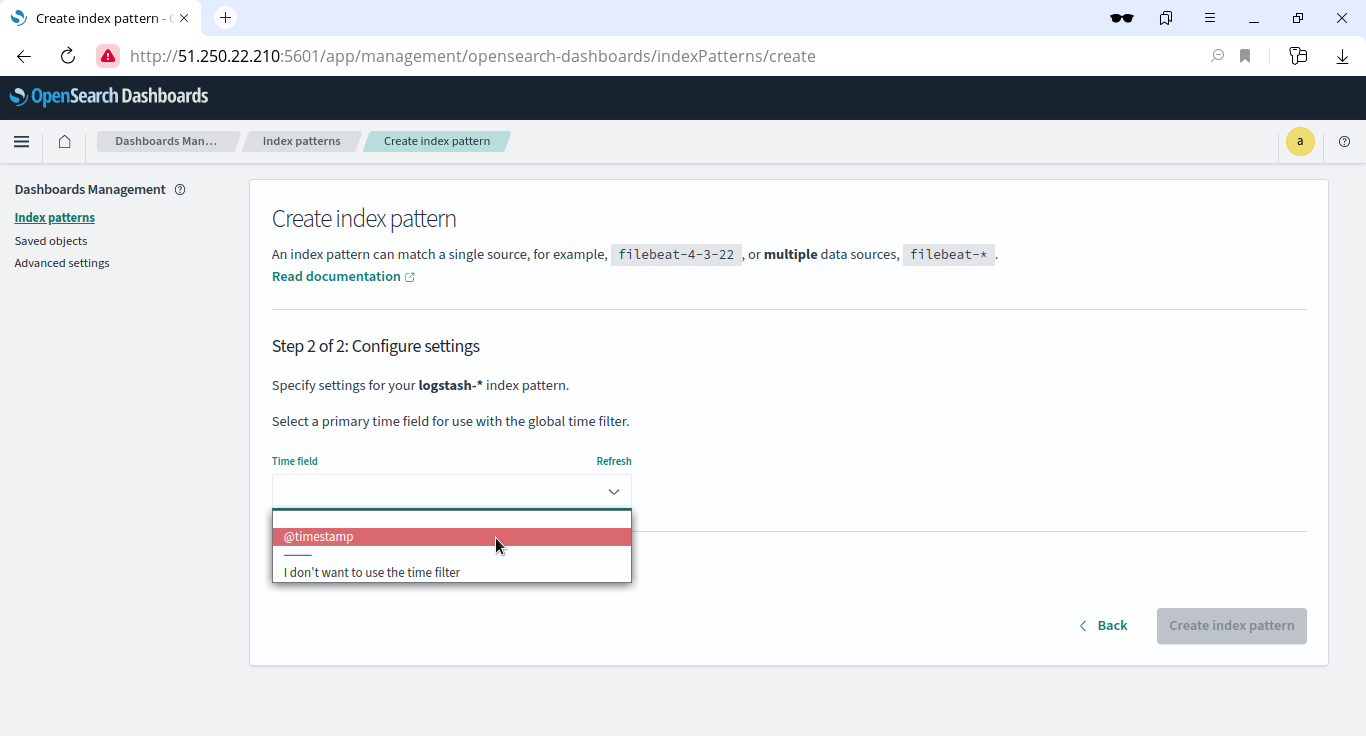 Create index pattern - 
http://51.250.22.210:5601/app/management/opensearch-dashboards/indexPatterns/create
OpenSearch Dashboards
Dashboards Man... Index patterns Create index pattern a
Dashboards Management
Index patterns
Saved objects
Advanced settings
Create index pattern
An index pattern can match a single source, for example, filebeat-4-3-22 , or multiple data sources, filebeat-* .
Read documentation
Step 2 of 2: Configure settings
Specify settings for your logstash-* index pattern.
Select a primary time field for use with the global time filter.
Time field Refresh
@timestamp
I don't want to use the time filter
Back Create index pattern